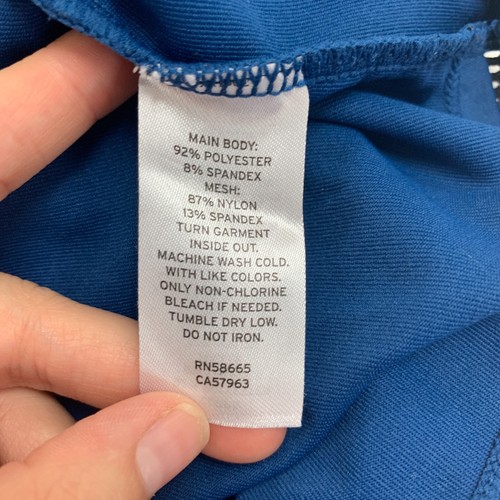 MAIN BODY:
92% POLYESTER
8% SPANDEX
MESH:
87% NYLON
13% SPANDEX
TURN GARMENT
INSIDE OUT.
MACHINE WASH COLD.
WITH LIKE COLORS.
ONLY NON-CHLORINE
BLEACH IF NEEDED.
TUMBLE DRY LOW.
DO NOT IRON.
RN58665
CA57963